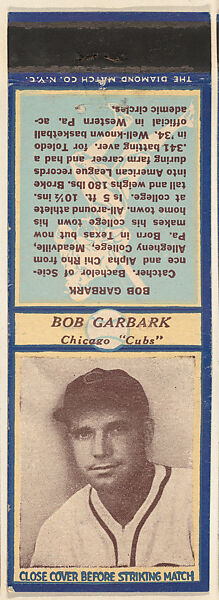 THE DIAMOND MATCH CO. N.Y.C.
BOB GARBARK
Catcher. Bachelor of Sole-
nce and Alpha Chi Rho from
Allegheny College, Meadville,
Pa. Born in Texas but now
makes his college town his
home town. All-around athlete
at college. Is 5 ft. 10½ ins.
tall and weighs 180 lbs. Broke
into American League records
during farm career and had a
.341 batting aver. for Toledo
in '34. Well-known basketball
official in Western Pa. ac-
ademic circles.
BOB GARBARK
Chicago "Cubs"
CLOSE COVER BEFORE STRIKING MATCH